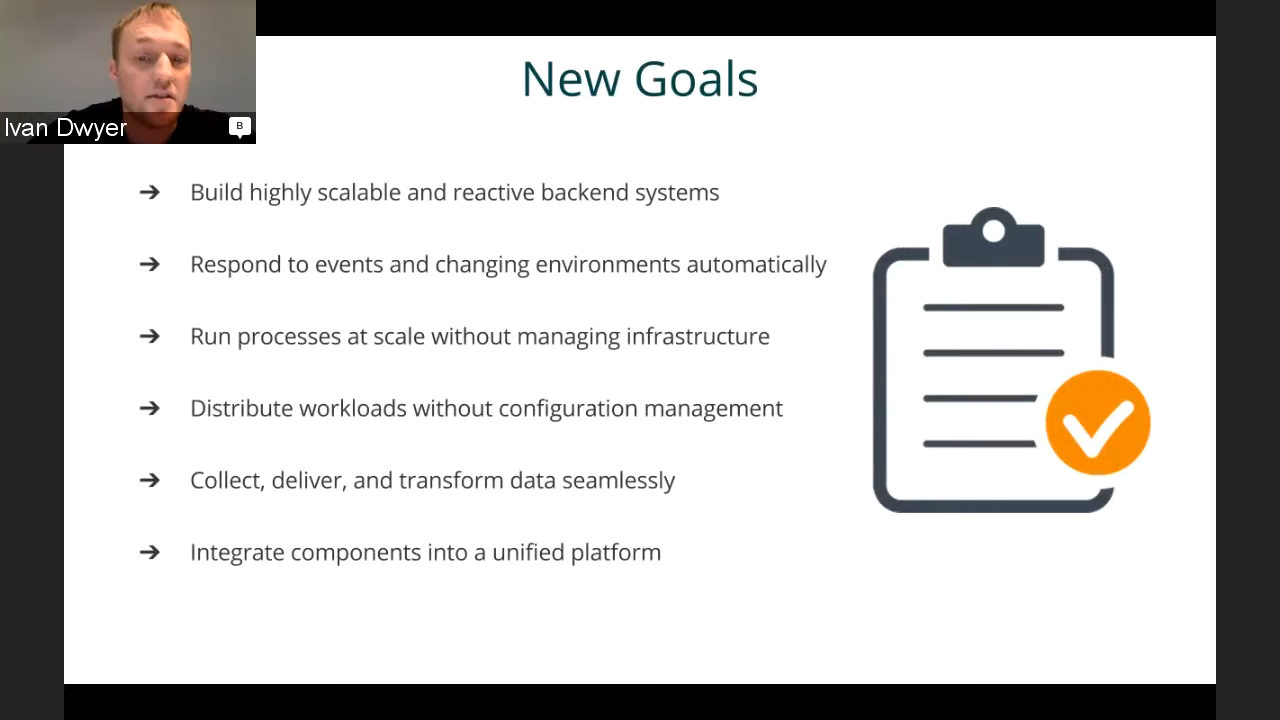 Ivan Dwyer
B
New Goals
➔ Build highly scalable and reactive backend systems
➔ Respond to events and changing environments automatically
➔ Run processes at scale without managing infrastructure
➔ Distribute workloads without configuration management
➔ Collect, deliver, and transform data seamlessly
➔ Integrate components into a unified platform